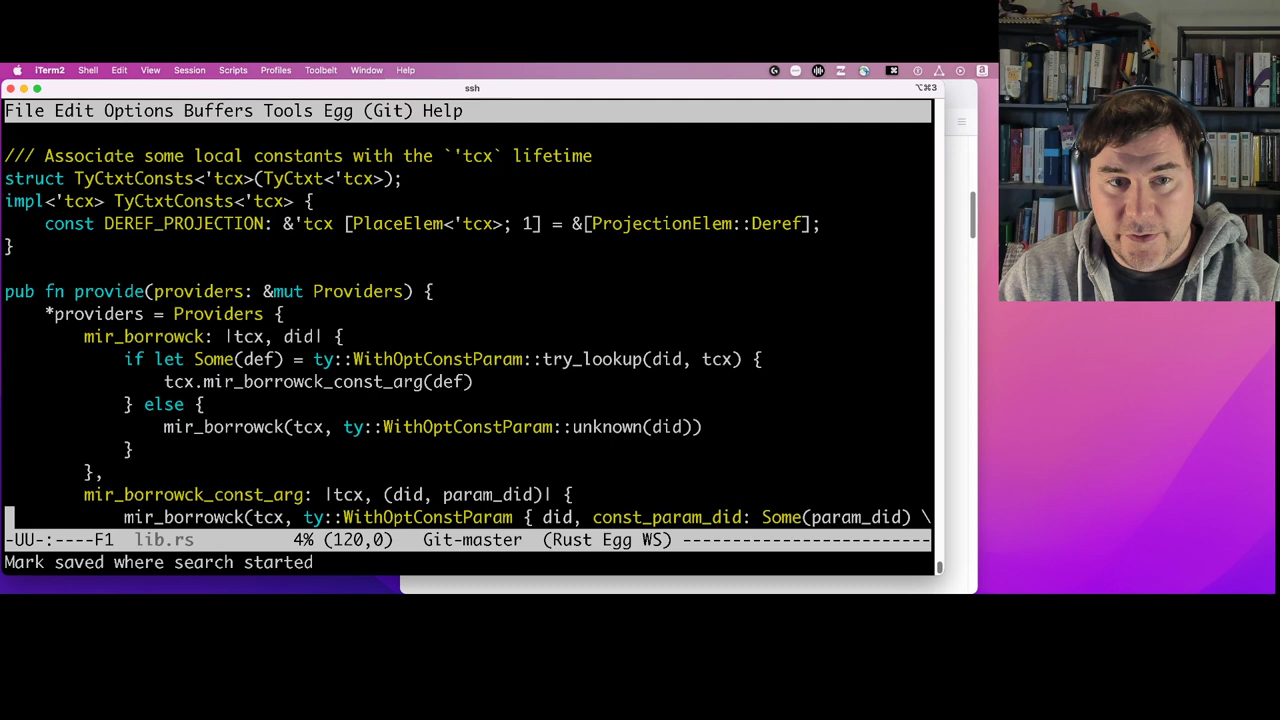 iTerm2 Shell Edit View Session Scripts Profiles Toolbelt Window Help
ssh
⌥⌘3
File Edit Options Buffers Tools Egg (Git) Help
/// Associate some local constants with the `'tcx` lifetime
struct TyCtxtConsts<'tcx>(TyCtxt<'tcx>);
impl<'tcx> TyCtxtConsts<'tcx> {
    const DEREF_PROJECTION: &'tcx [PlaceElem<'tcx>; 1] = &[ProjectionElem::Deref];
}
pub fn provide(providers: &mut Providers) {
    *providers = Providers {
        mir_borrowck: |tcx, did| {
            if let Some(def) = ty::WithOptConstParam::try_lookup(did, tcx) {
                tcx.mir_borrowck_const_arg(def)
            } else {
                mir_borrowck(tcx, ty::WithOptConstParam::unknown(did))
            }
        },
        mir_borrowck_const_arg: |tcx, (did, param_did)| {
            mir_borrowck(tcx, ty::WithOptConstParam { did, const_param_did: Some(param_did) \
-UU-:----F1  lib.rs          4% (120,0)   Git-master  (Rust Egg WS) -------------------------
Mark saved where search started